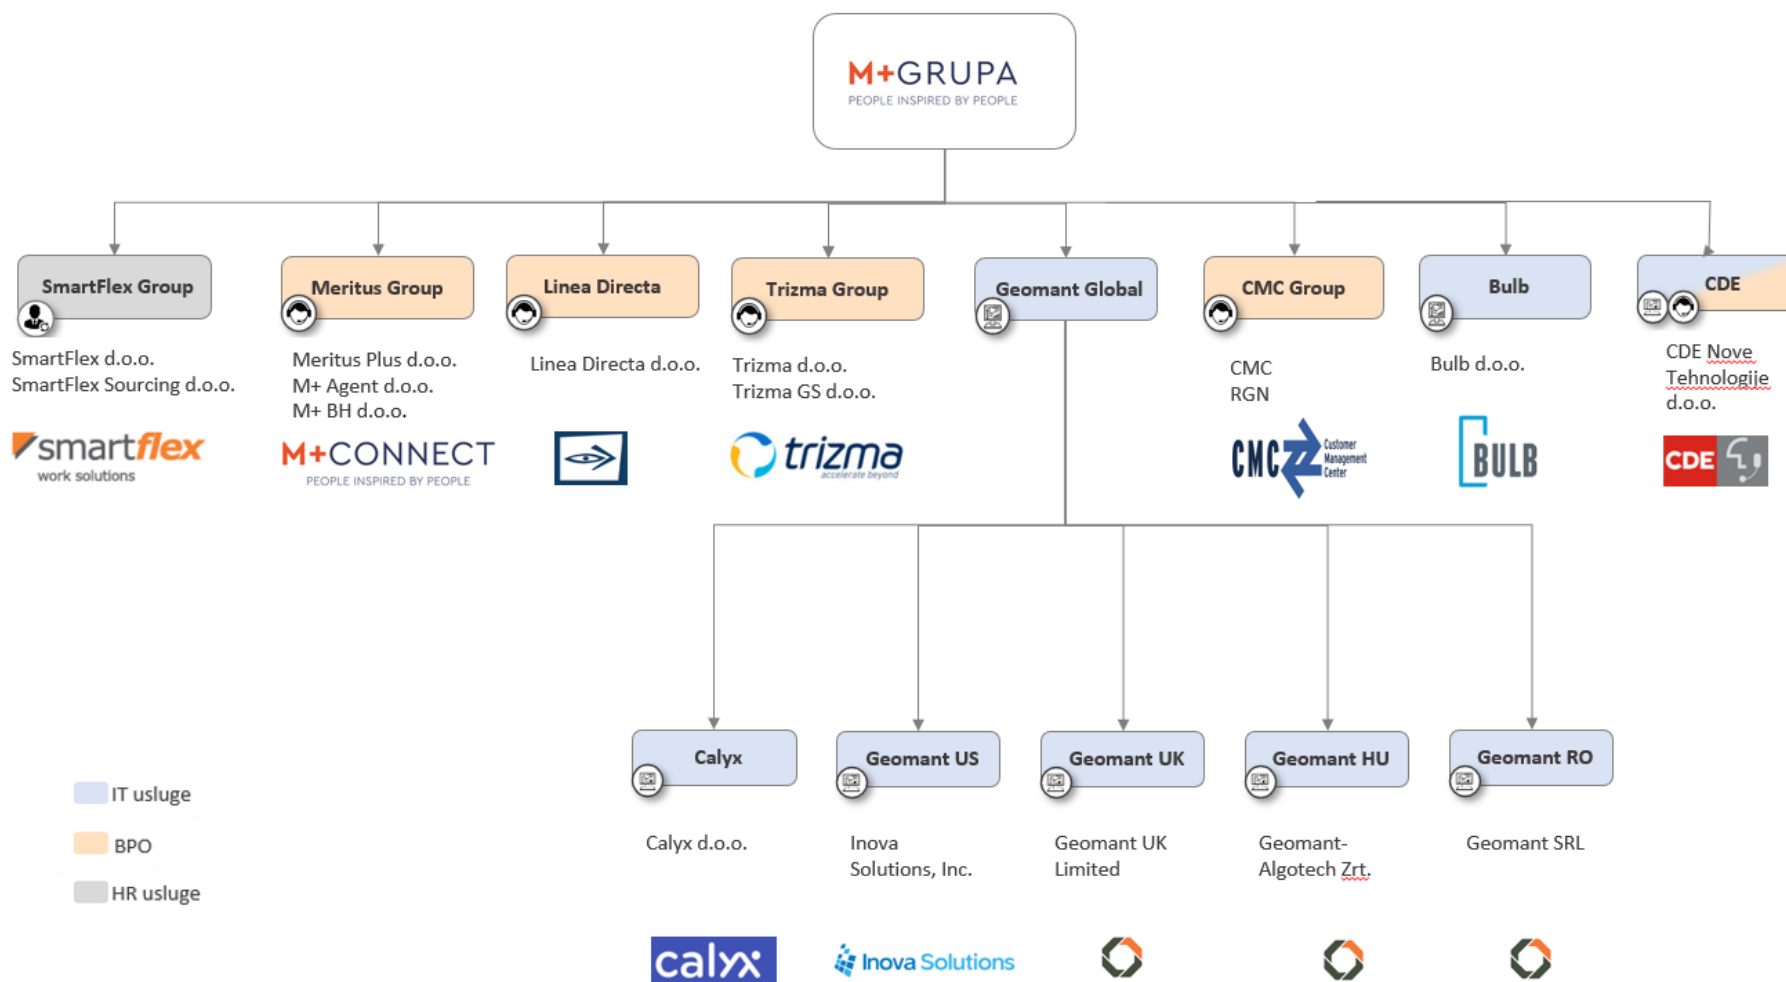 M+GRUPA
PEOPLE INSPIRED BY PEOPLE
SmartFlex Group
SmartFlex d.o.o.
SmartFlex Sourcing d.o.o.
smartflex
work solutions
Meritus Group
Meritus Plus d.o.o.
M+ Agent d.o.o.
M+ BH d.o.o.
M+CONNECT
PEOPLE INSPIRED BY PEOPLE
Linea Directa
Linea Directa d.o.o.
Trizma Group
Trizma d.o.o.
Trizma GS d.o.o.
trizma
accelerate beyond
Geomant Global
CMC Group
CMC
RGN
CMC
Customer
Management
Center
Bulb
Bulb d.o.o.
BULB
CDE
CDE Nove
Tehnologije
d.o.o.
CDE
Calyx
Calyx d.o.o.
calyx
Geomant US
Inova
Solutions, Inc.
Inova Solutions
Geomant UK
Geomant UK
Limited
Geomant HU
Geomant-
Algotech Zrt.
Geomant RO
Geomant SRL
IT usluge
BPO
HR usluge